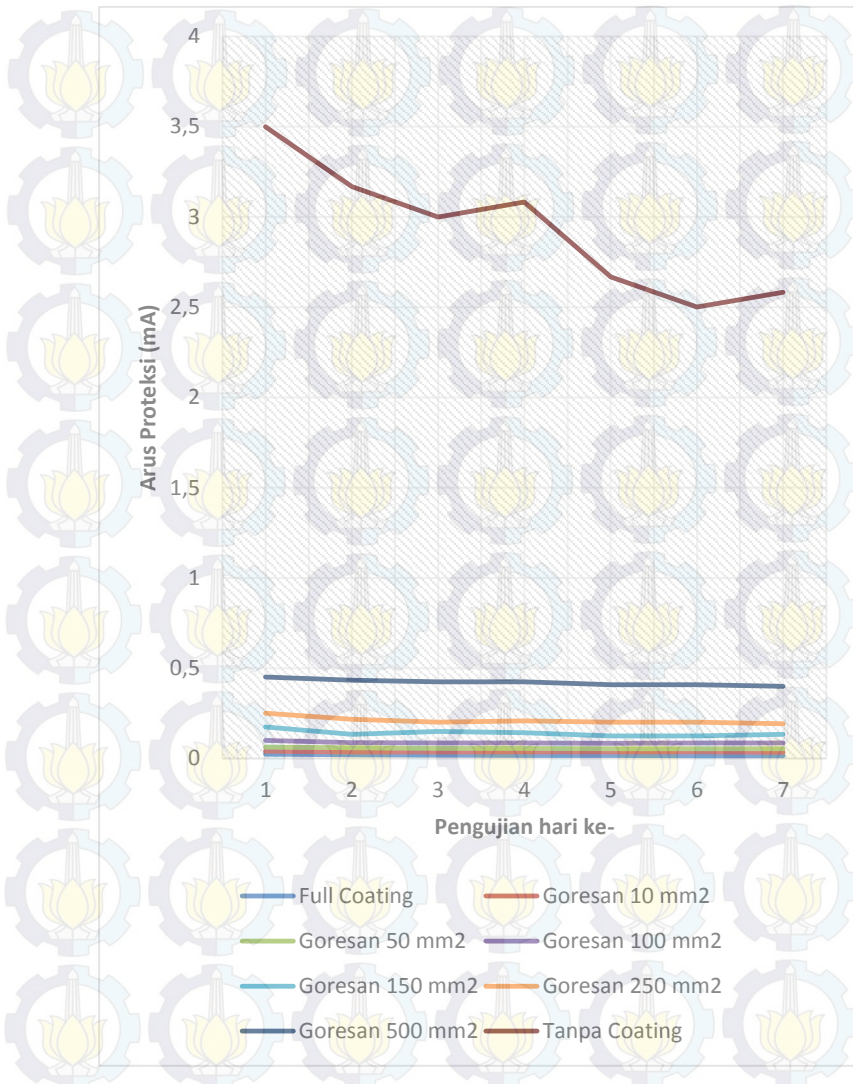 4
3,5
3
2,5
2
1,5
1
0,5
0
Arus Proteksi (mA)
1 2 3 4 5 6 7
Pengujian hari ke-
Full Coating Goresan 10 mm2
Goresan 50 mm2 Goresan 100 mm2
Goresan 150 mm2 Goresan 250 mm2
Goresan 500 mm2 Tanpa Coating